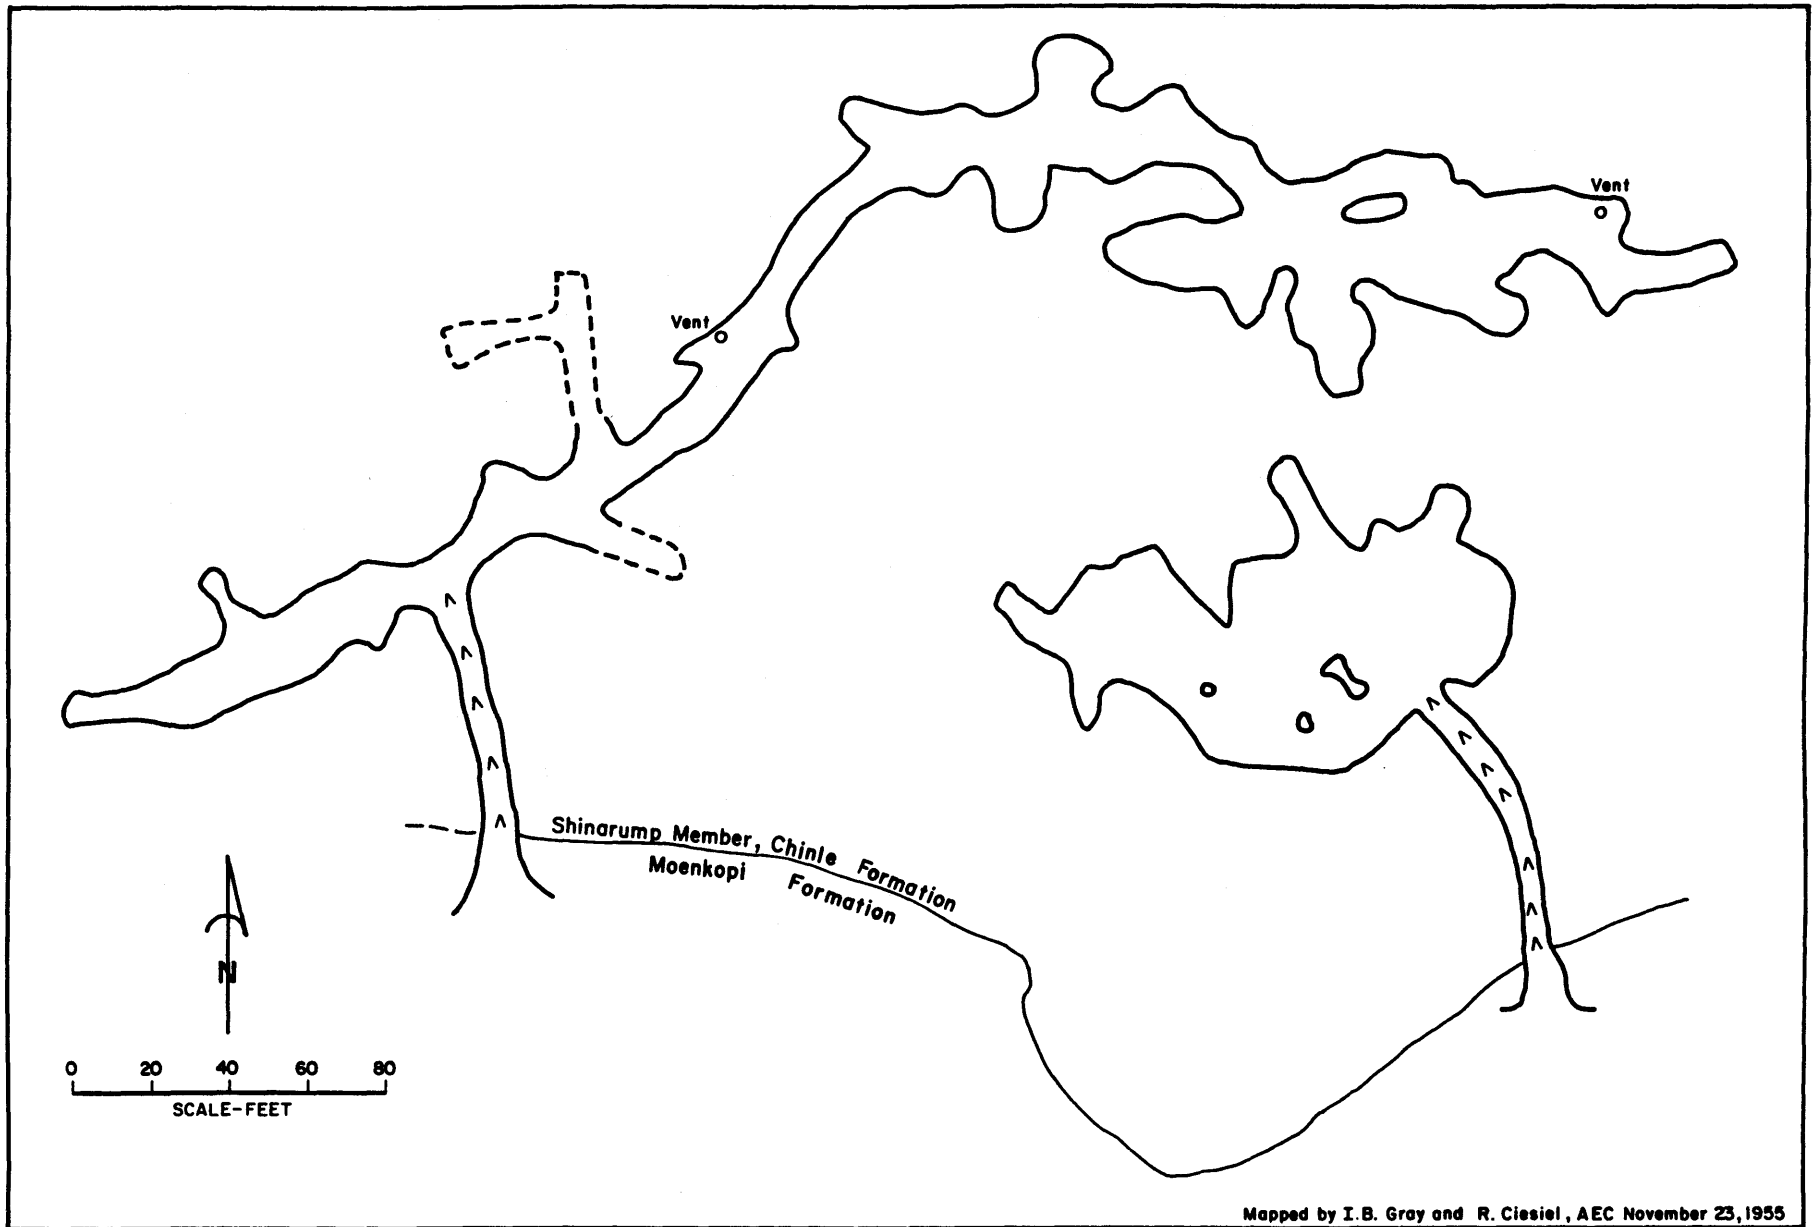 Vent
Vent
Shinarump Member, Chinle Formation
Moenkopi Formation
N
0 20 40 60 80
SCALE-FEET
Mapped by I.B. Gray and R. Ciesiel, AEC November 23, 1955